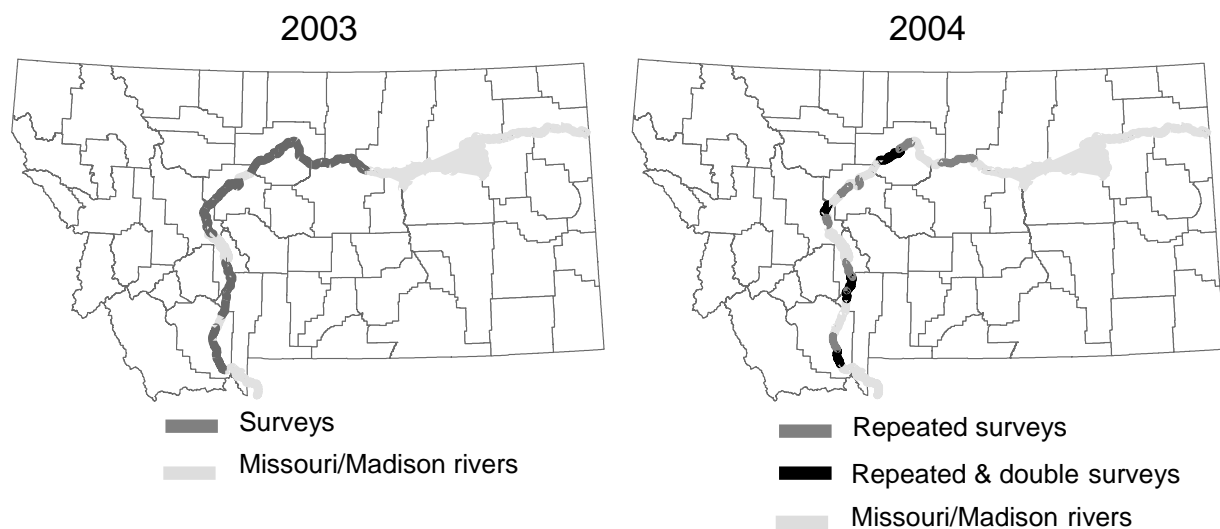 2003
2004
Surveys
Missouri/Madison rivers
Repeated surveys
Repeated & double surveys
Missouri/Madison rivers